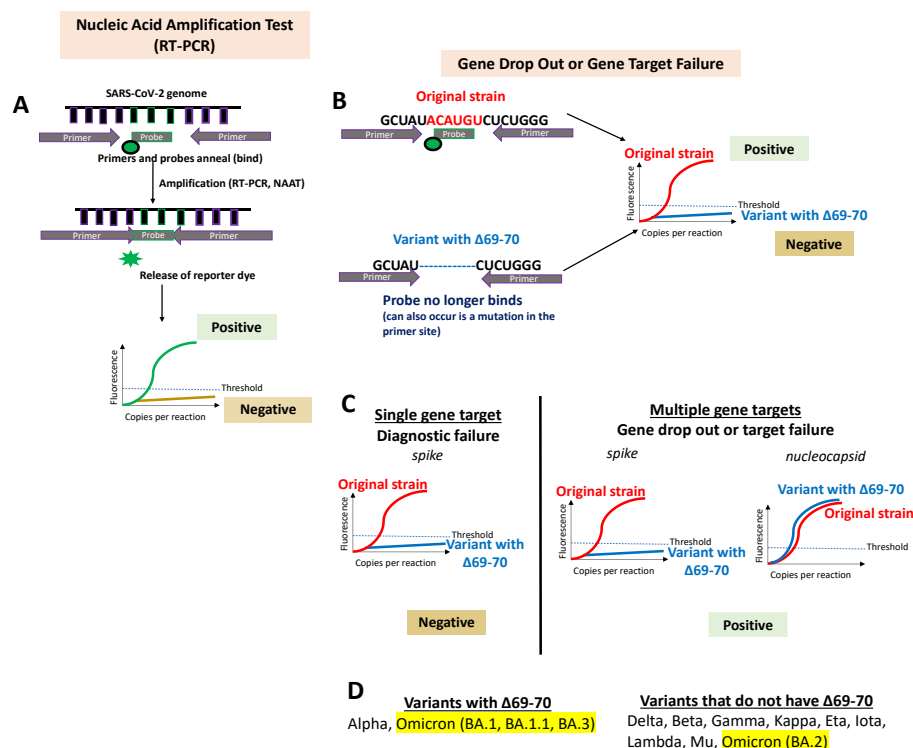 Nucleic Acid Amplification Test
(RT-PCR)
A
SARS-CoV-2 genome
Primer
Probe
Primer
Primers and probes anneal (bind)
Amplification (RT-PCR, NAAT)
Primer
Probe
Primer
Release of reporter dye
Positive
Fluorescence
Threshold
Negative
Copies per reaction
Gene Drop Out or Gene Target Failure
B
Original strain
GCUAUACAUGUCUCUGGG
Primer
Probe
Primer
Variant with Δ69-70
GCUAU-----------CUCUGGG
Primer
Primer
Probe no longer binds
(can also occur is a mutation in the
primer site)
Original strain
Positive
Fluorescence
Threshold
Variant with Δ69-70
Copies per reaction
Negative
C
Single gene target
Diagnostic failure
spike
Original strain
Fluorescence
Threshold
Variant with
Δ69-70
Copies per reaction
Negative
Multiple gene targets
Gene drop out or target failure
spike
Original strain
Fluorescence
Threshold
Variant with
Δ69-70
Copies per reaction
nucleocapsid
Variant with Δ69-70
Original strain
Fluorescence
Threshold
Copies per reaction
Positive
D
Variants with Δ69-70
Alpha, Omicron (BA.1, BA.1.1, BA.3)
Variants that do not have Δ69-70
Delta, Beta, Gamma, Kappa, Eta, Iota,
Lambda, Mu, Omicron (BA.2)